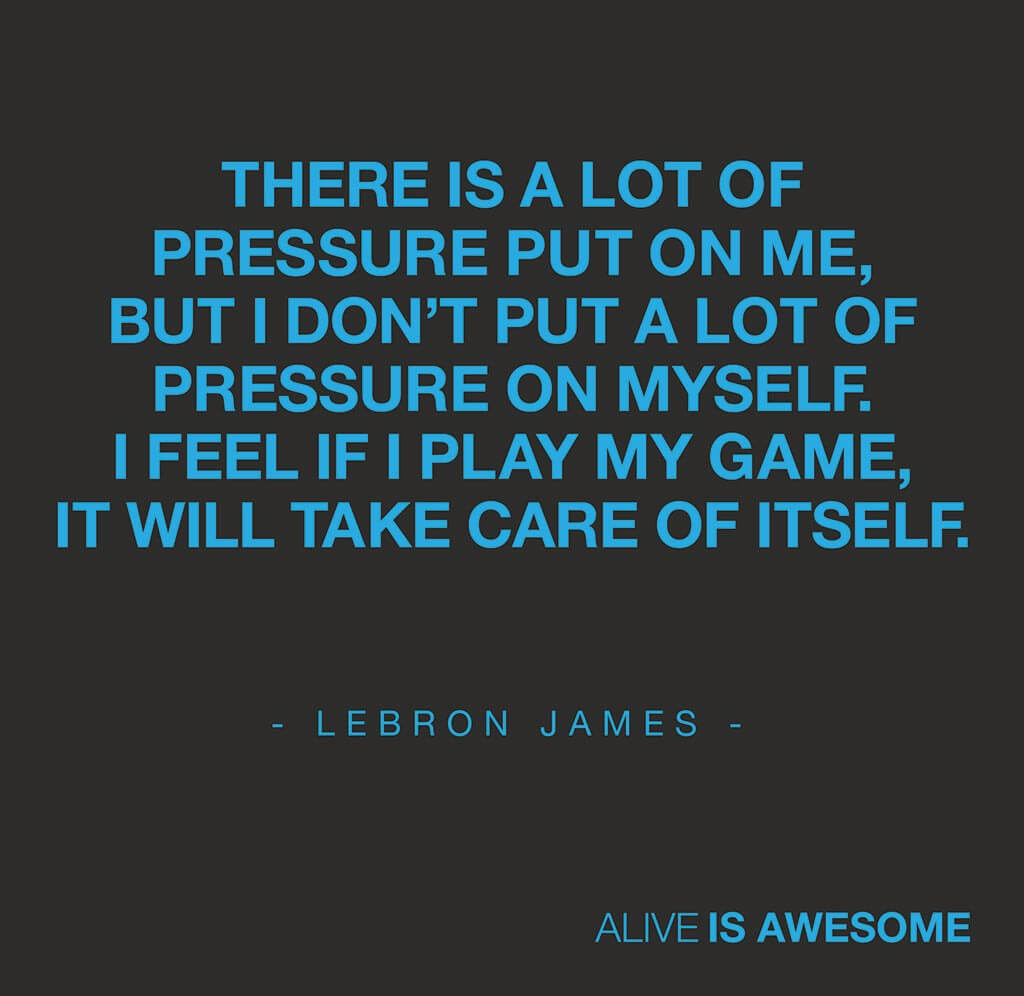 THERE IS A LOT OF
PRESSURE PUT ON ME,
BUT I DON’T PUT A LOT OF
PRESSURE ON MYSELF.
I FEEL IF I PLAY MY GAME,
IT WILL TAKE CARE OF ITSELF.
- LEBRON JAMES -
ALIVE IS AWESOME